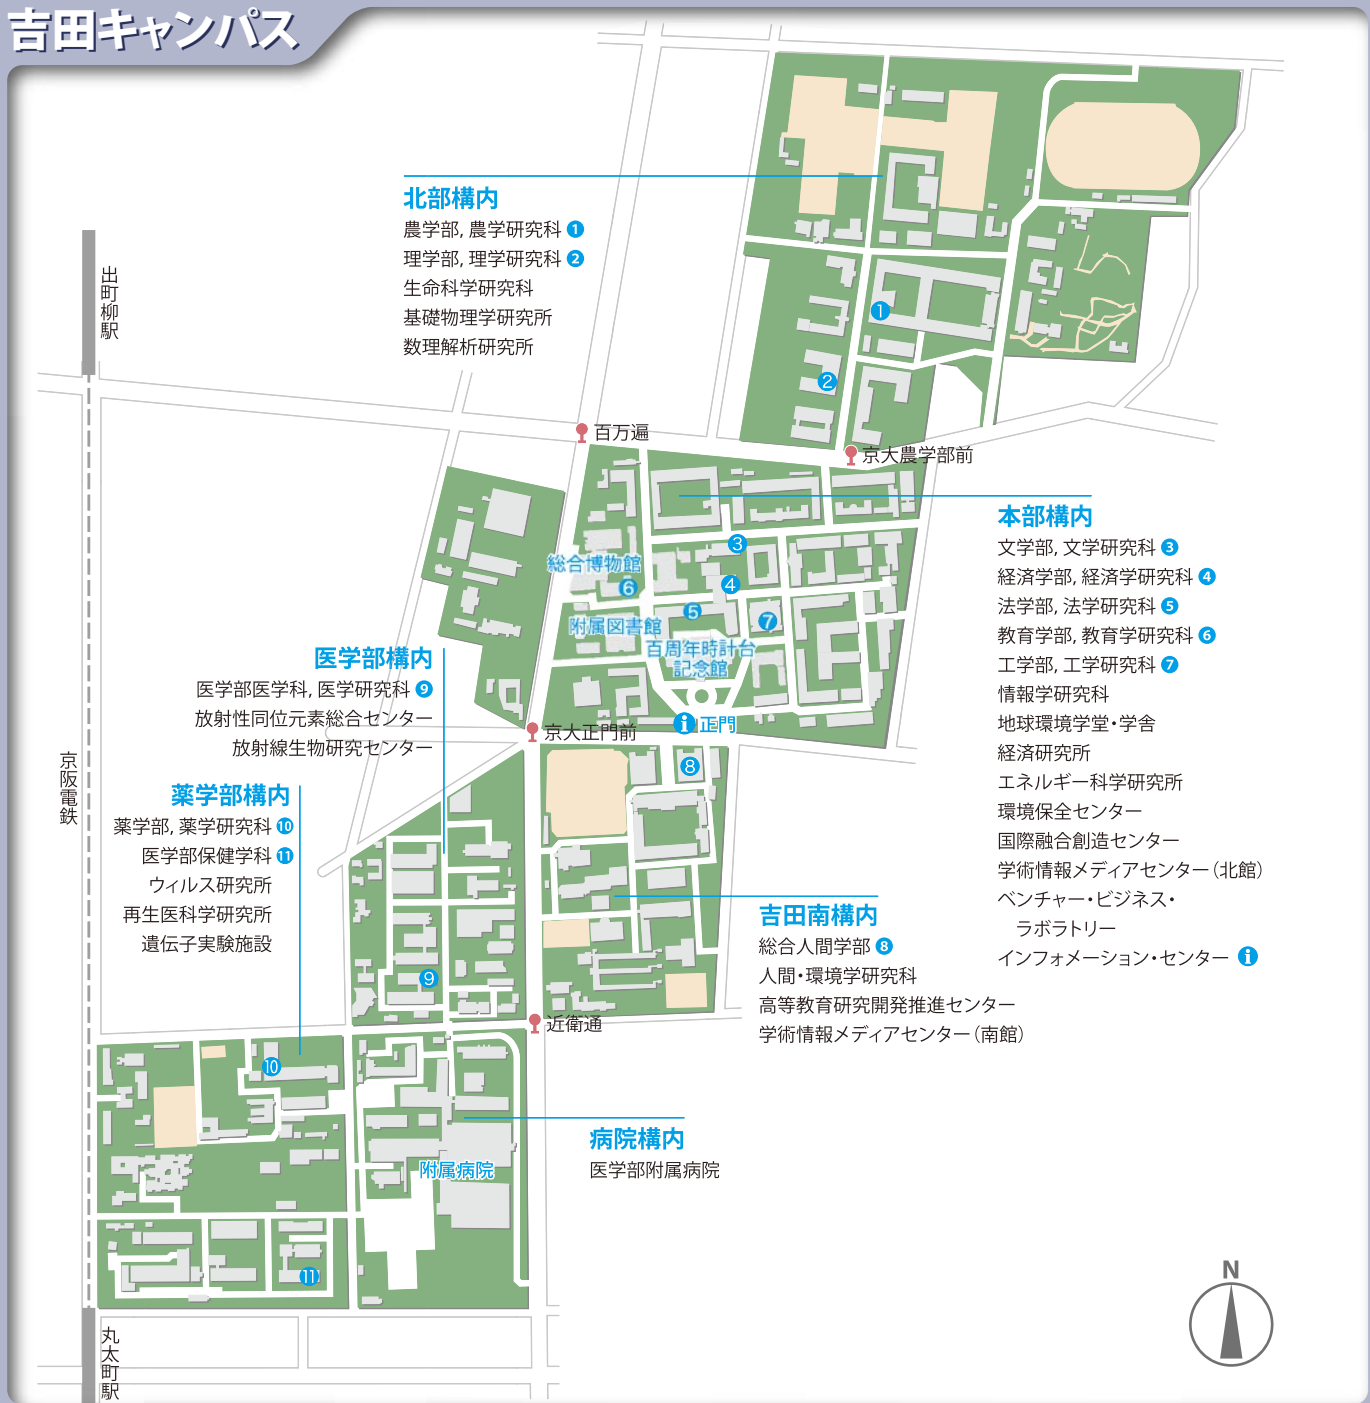 吉田キャンパス
北部構内
農学部, 農学研究科 1
理学部, 理学研究科 2
生命科学研究科
基礎物理学研究所
数理解析研究所
出町柳駅
1
2
百万遍
京大農学部前
本部構内
文学部, 文学研究科 3
経済学部, 経済学研究科 4
法学部, 法学研究科 5
教育学部, 教育学研究科 6
工学部, 工学研究科 7
情報学研究科
地球環境学堂・学舎
経済研究所
エネルギー科学研究所
環境保全センター
国際融合創造センター
学術情報メディアセンター（北館）
ベンチャー・ビジネス・
ラボラトリー
インフォメーション・センター i
3
総合博物館
6
4
5
7
附属図書館
百周年時計台
記念館
i 正門
医学部構内
医学部医学科, 医学研究科 9
放射性同位元素総合センター
放射線生物研究センター
京大正門前
8
京阪電鉄
薬学部構内
薬学部, 薬学研究科 10
医学部保健学科 11
ウィルス研究所
再生医科学研究所
遺伝子実験施設
9
吉田南構内
総合人間学部 8
人間・環境学研究科
高等教育研究開発推進センター
学術情報メディアセンター（南館）
近衛通
10
病院構内
医学部附属病院
附属病院
11
N
丸太町駅